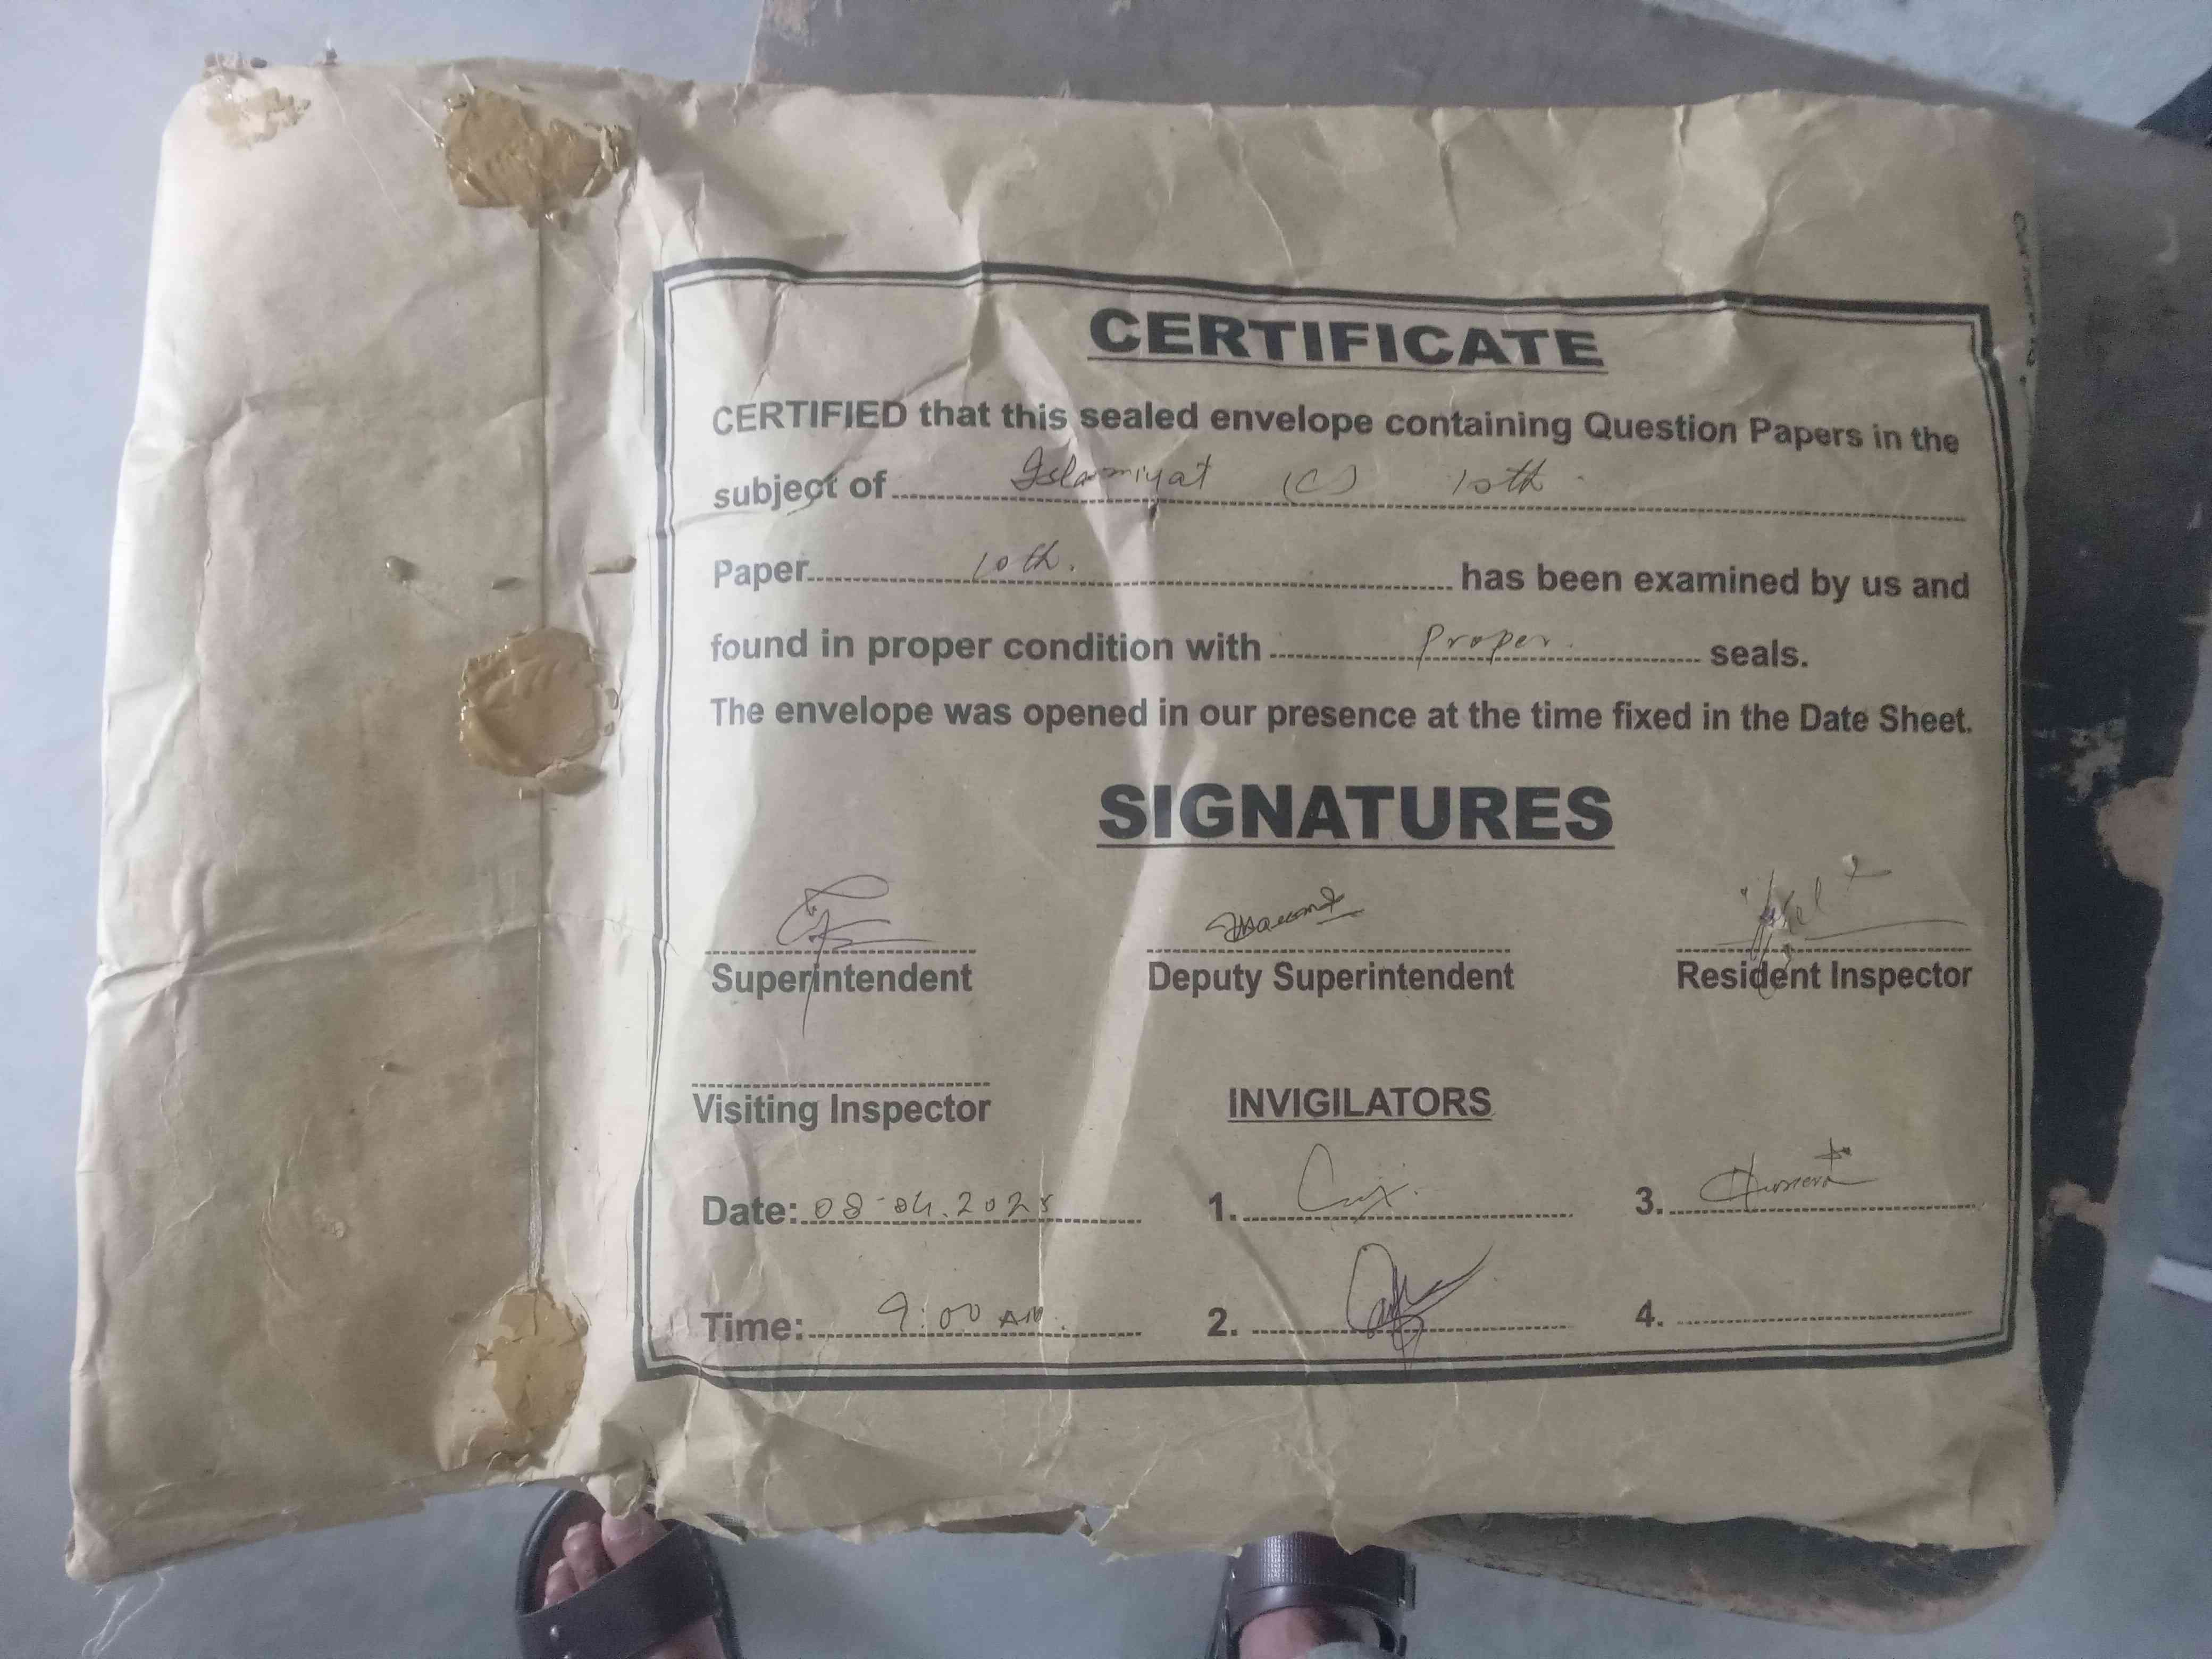 CERTIFICATE
CERTIFIED that this sealed envelope containing Question Papers in the
subject of Islamiyat (C) 10th
Paper 10th. has been examined by us and
found in proper condition with Proper seals.
The envelope was opened in our presence at the time fixed in the Date Sheet.
SIGNATURES
Superintendent Deputy Superintendent Resident Inspector
Visiting Inspector INVIGILATORS
Date: 08-04.2025 1. 3.
Time: 9:00 AM. 2. 4.